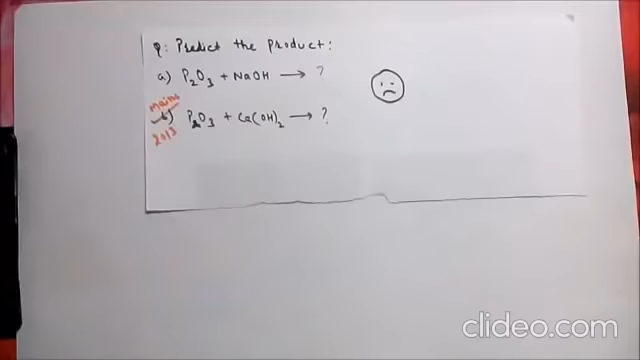 Q: Predict the product:
a) P₂O₃ + NaOH → ?
Mains
b) P₂O₃ + Ca(OH)₂ → ?
2013
clideo.com